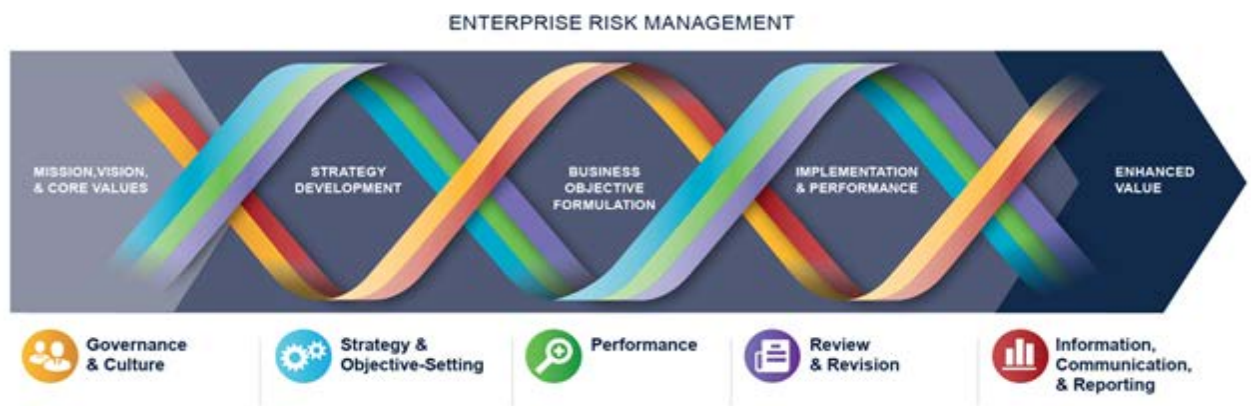 ENTERPRISE RISK MANAGEMENT
MISSION,VISION,
& CORE VALUES
STRATEGY
DEVELOPMENT
BUSINESS
OBJECTIVE
FORMULATION
IMPLEMENTATION
& PERFORMANCE
ENHANCED
VALUE
Governance
& Culture
Strategy &
Objective-Setting
Performance
Review
& Revision
Information,
Communication,
& Reporting